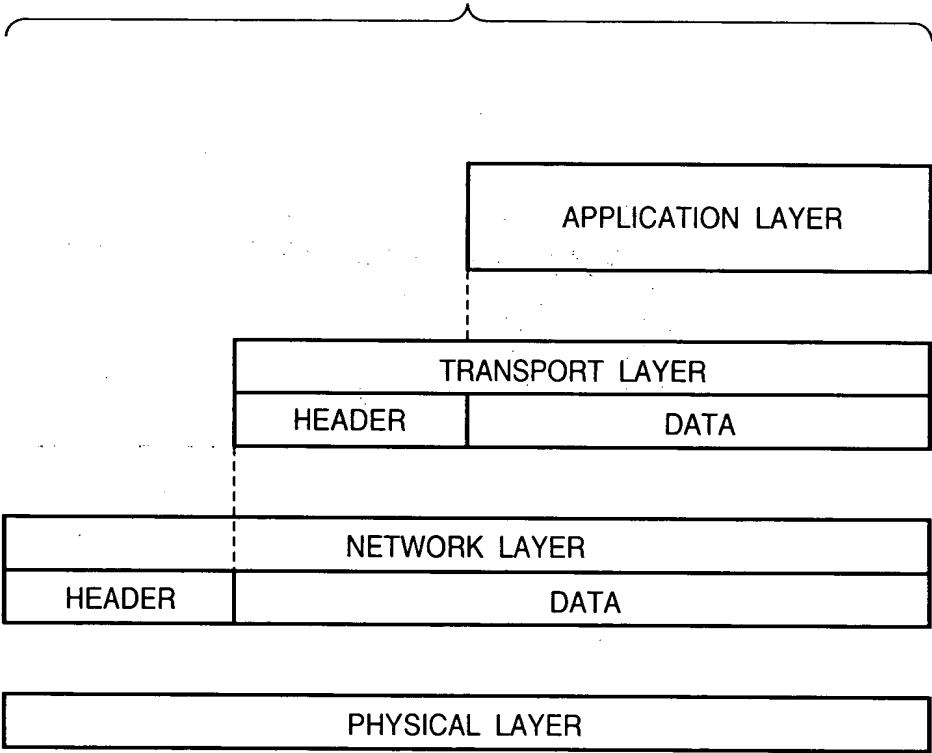 APPLICATION LAYER
TRANSPORT LAYER
HEADER DATA
NETWORK LAYER
HEADER DATA
PHYSICAL LAYER